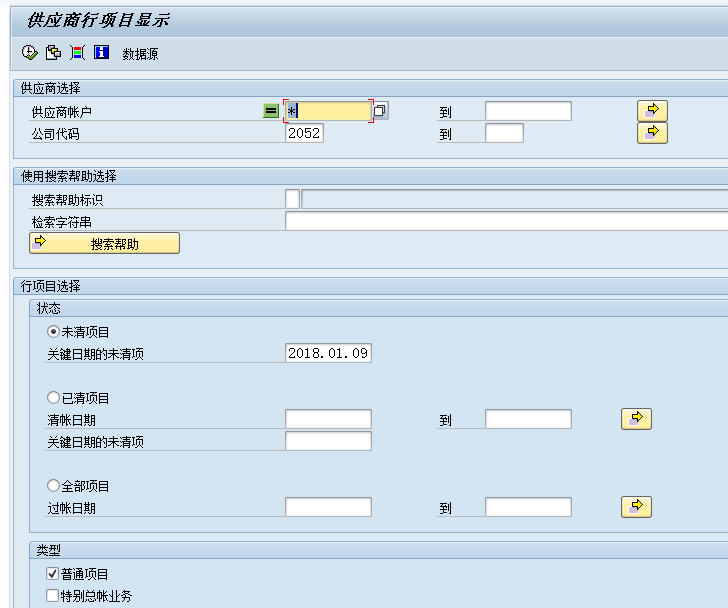 供应商行项目显示
数据源
供应商选择
供应商帐户 * 到
公司代码 2052 到
使用搜索帮助选择
搜索帮助标识
检索字符串
搜索帮助
行项目选择
状态
未清项目
关键日期的未清项 2018.01.09
已清项目
清帐日期 到
关键日期的未清项
全部项目
过帐日期 到
类型
普通项目
特别总帐业务